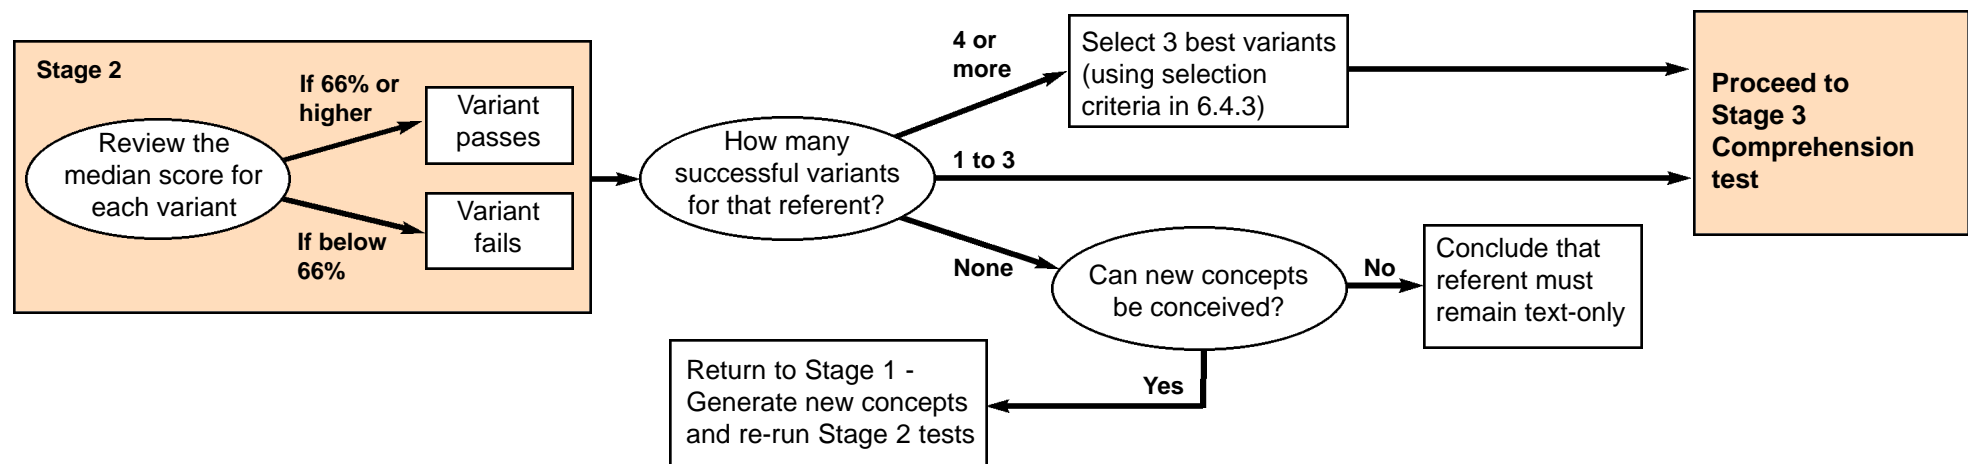 Stage 2
Review the
median score for
each variant
If 66% or
higher
Variant
passes
If below
66%
Variant
fails
How many
successful variants
for that referent?
4 or
more
Select 3 best variants
(using selection
criteria in 6.4.3)
1 to 3
Proceed to
Stage 3
Comprehension
test
None
Can new concepts
be conceived?
No
Conclude that
referent must
remain text-only
Yes
Return to Stage 1 -
Generate new concepts
and re-run Stage 2 tests